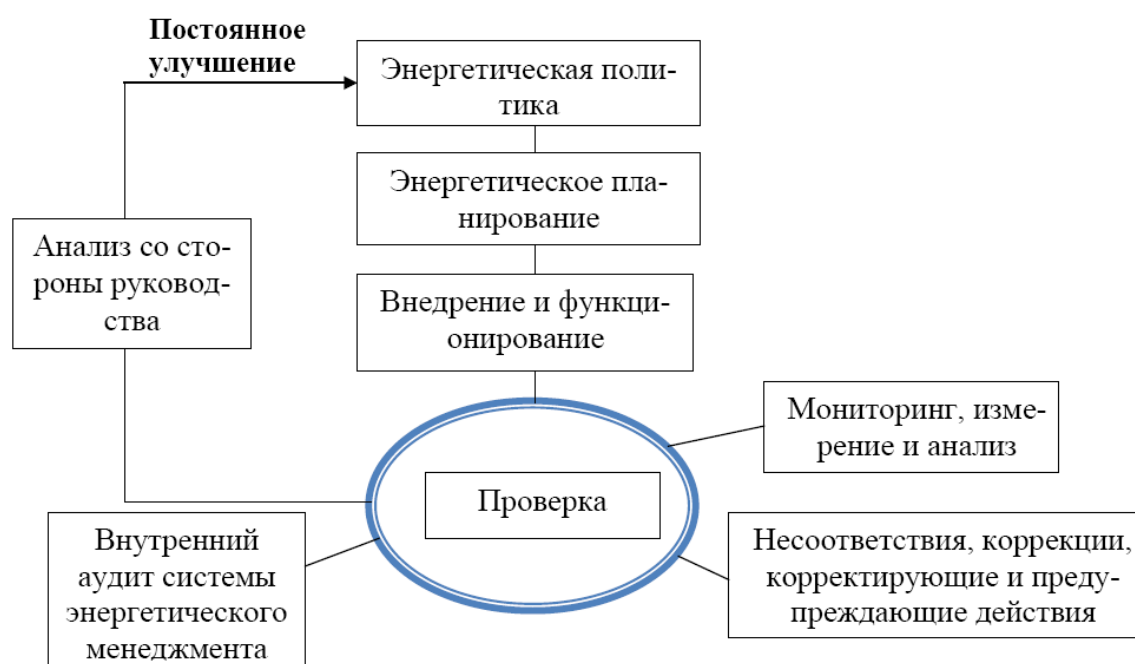 Постоянное
улучшение
Энергетическая поли-
тика
Энергетическое пла-
нирование
Анализ со сто-
роны руковод-
ства
Внедрение и функци-
онирование
Мониторинг, изме-
рение и анализ
Проверка
Внутренний
аудит системы
энергетического
менеджмента
Несоответствия, коррекции,
корректирующие и преду-
преждающие действия